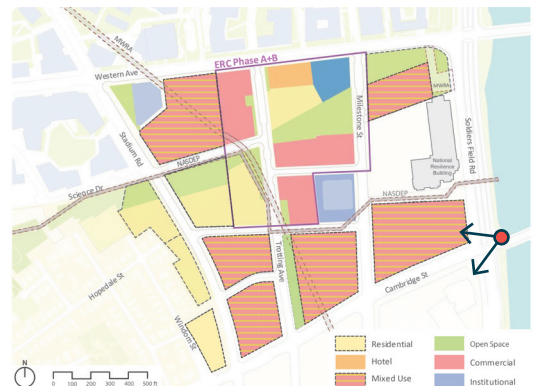 MWRA
ERC Phase A+B
Western Ave
MWRA
Milestone St
Stadium Rd
Soldiers Field Rd
NASDEP
National
Resilience
Building
Science Dr
NASDEP
Trotting Ave
Hopedale St
Cambridge St
Windom St
N
0 100 200 300 400 500 ft
Residential
Open Space
Hotel
Commercial
Mixed Use
Institutional